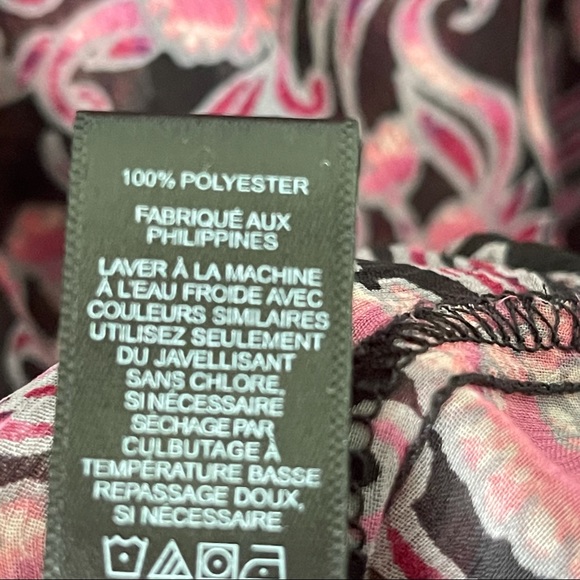 100% POLYESTER
FABRIQUÉ AUX
PHILIPPINES
LAVER À LA MACHINE
À L'EAU FROIDE AVEC
COULEURS SIMILAIRES
UTILISEZ SEULEMENT
DU JAVELLISANT
SANS CHLORE,
SI NÉCESSAIRE
SÉCHAGE PAR
CULBUTAGE À
TEMPÉRATURE BASSE
REPASSAGE DOUX,
SI NÉCESSAIRE